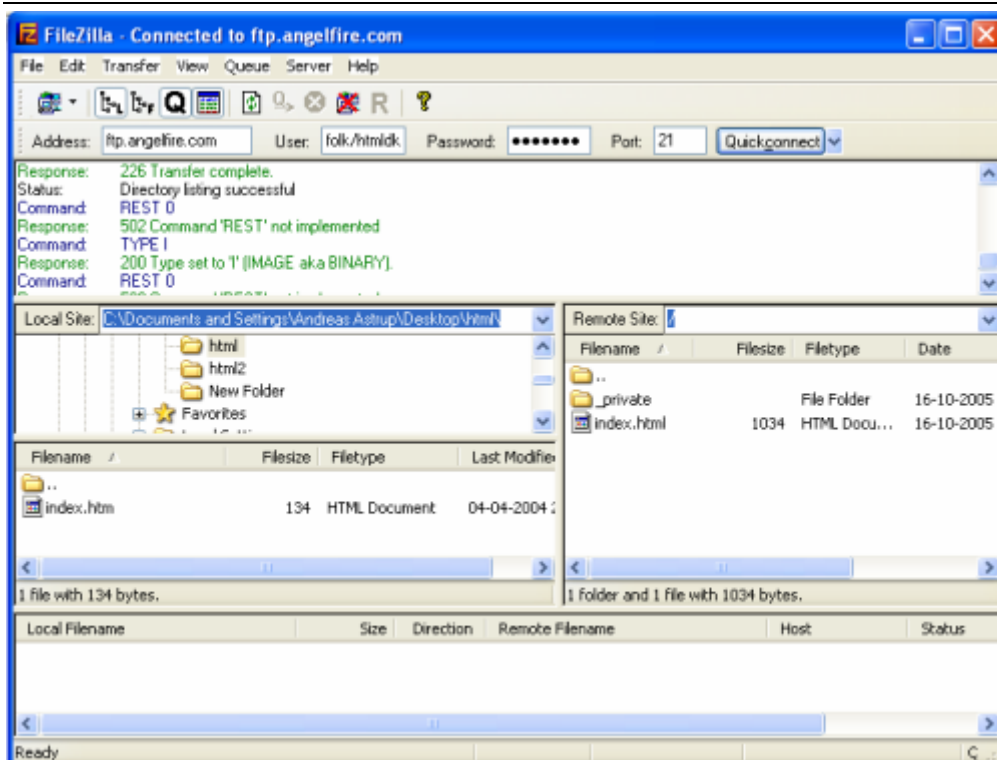 FileZilla - Connected to ftp.angelfire.com
File Edit Transfer View Queue Server Help
Address: ftp.angelfire.com User: folk/htmldk Password: ●●●●●●● Port: 21 Quickconnect
Response: 226 Transfer complete.
Status: Directory listing successful
Command: REST 0
Response: 502 Command 'REST' not implemented
Command: TYPE I
Response: 200 Type set to 'I' (IMAGE aka BINARY).
Command: REST 0
Local Site: C:\Documents and Settings\Andreas Astrup\Desktop\html\
html
html2
New Folder
Favorites
Filename / Filesize Filetype Last Modifie
..
index.htm 134 HTML Document 04-04-2004 2
1 file with 134 bytes.
Remote Site: /
Filename / Filesize Filetype Date
..
_private File Folder 16-10-2005
index.html 1034 HTML Docu... 16-10-2005
1 folder and 1 file with 1034 bytes.
Local Filename Size Direction Remote Filename Host Status
Ready